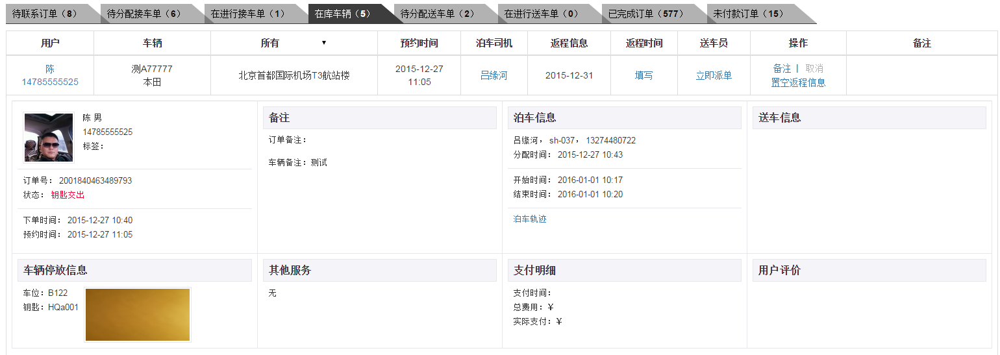 待联系订单（8） 待分配接车单（6） 在进行接车单（1） 在库车辆（5） 待分配送车单（2） 在进行送车单（0） 已完成订单（577） 未付款订单（15）
用户 车辆 所有 ▼ 预约时间 泊车司机 返程信息 返程时间 送车员 操作 备注
陈 测A77777 2015-12-27 备注 | 取消
北京首都国际机场T3航站楼 吕缘河 2015-12-31 填写 立即派单
14785555525 本田 11:05 置空返程信息
陈 男
14785555525
标签：
订单号： 2001840463489793
状态： 钥匙交出
下单时间： 2015-12-27 10:40
预约时间： 2015-12-27 11:05
备注
订单备注：
车辆备注：测试
泊车信息
吕缘河， sh-037， 13274480722
分配时间： 2015-12-27 10:43
开始时间： 2016-01-01 10:17
结束时间： 2016-01-01 10:20
泊车轨迹
送车信息
车辆停放信息
车位：B122
钥匙：HQa001
其他服务
无
支付明细
支付时间：
总费用：￥
实际支付：￥
用户评价